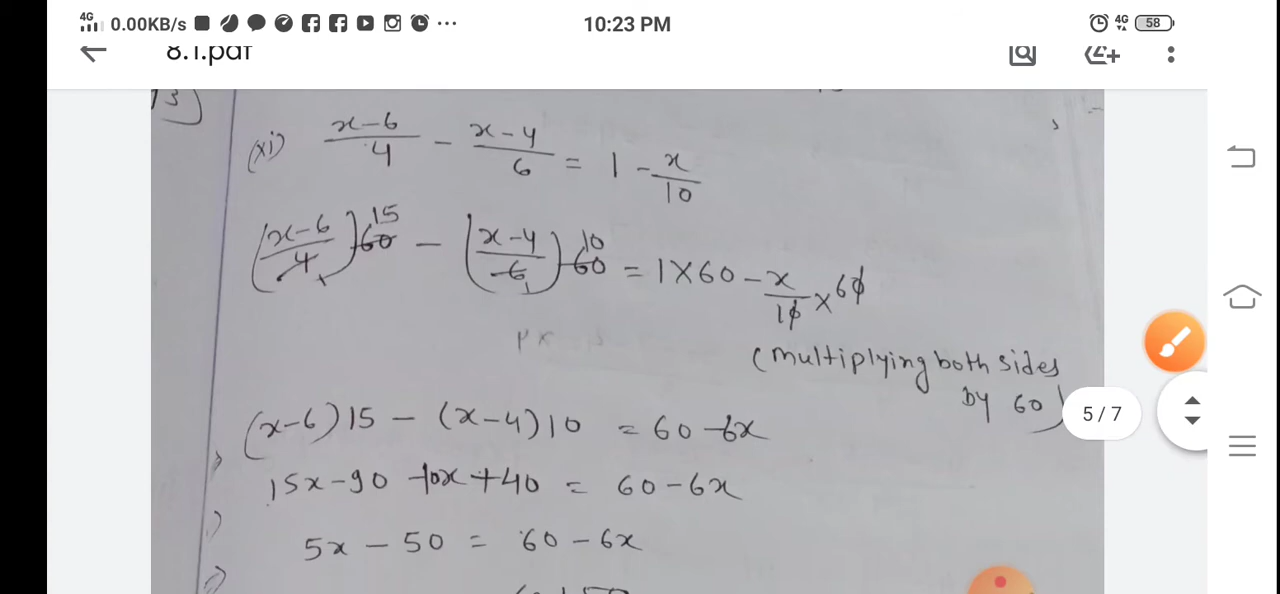 4G 0.00KB/s 10:23 PM 4G 58
8.1.pdf
13)
(xi) x-6/4 - x-4/6 = 1 - x/10
(x-6/4)60 15 - (x-4/6)60 10 = 1×60 - x/10 × 60
(multiplying both sides
by 60)
5 / 7
(x-6)15 - (x-4)10 = 60-6x
15x-90-10x+40 = 60-6x
5x - 50 = 60-6x